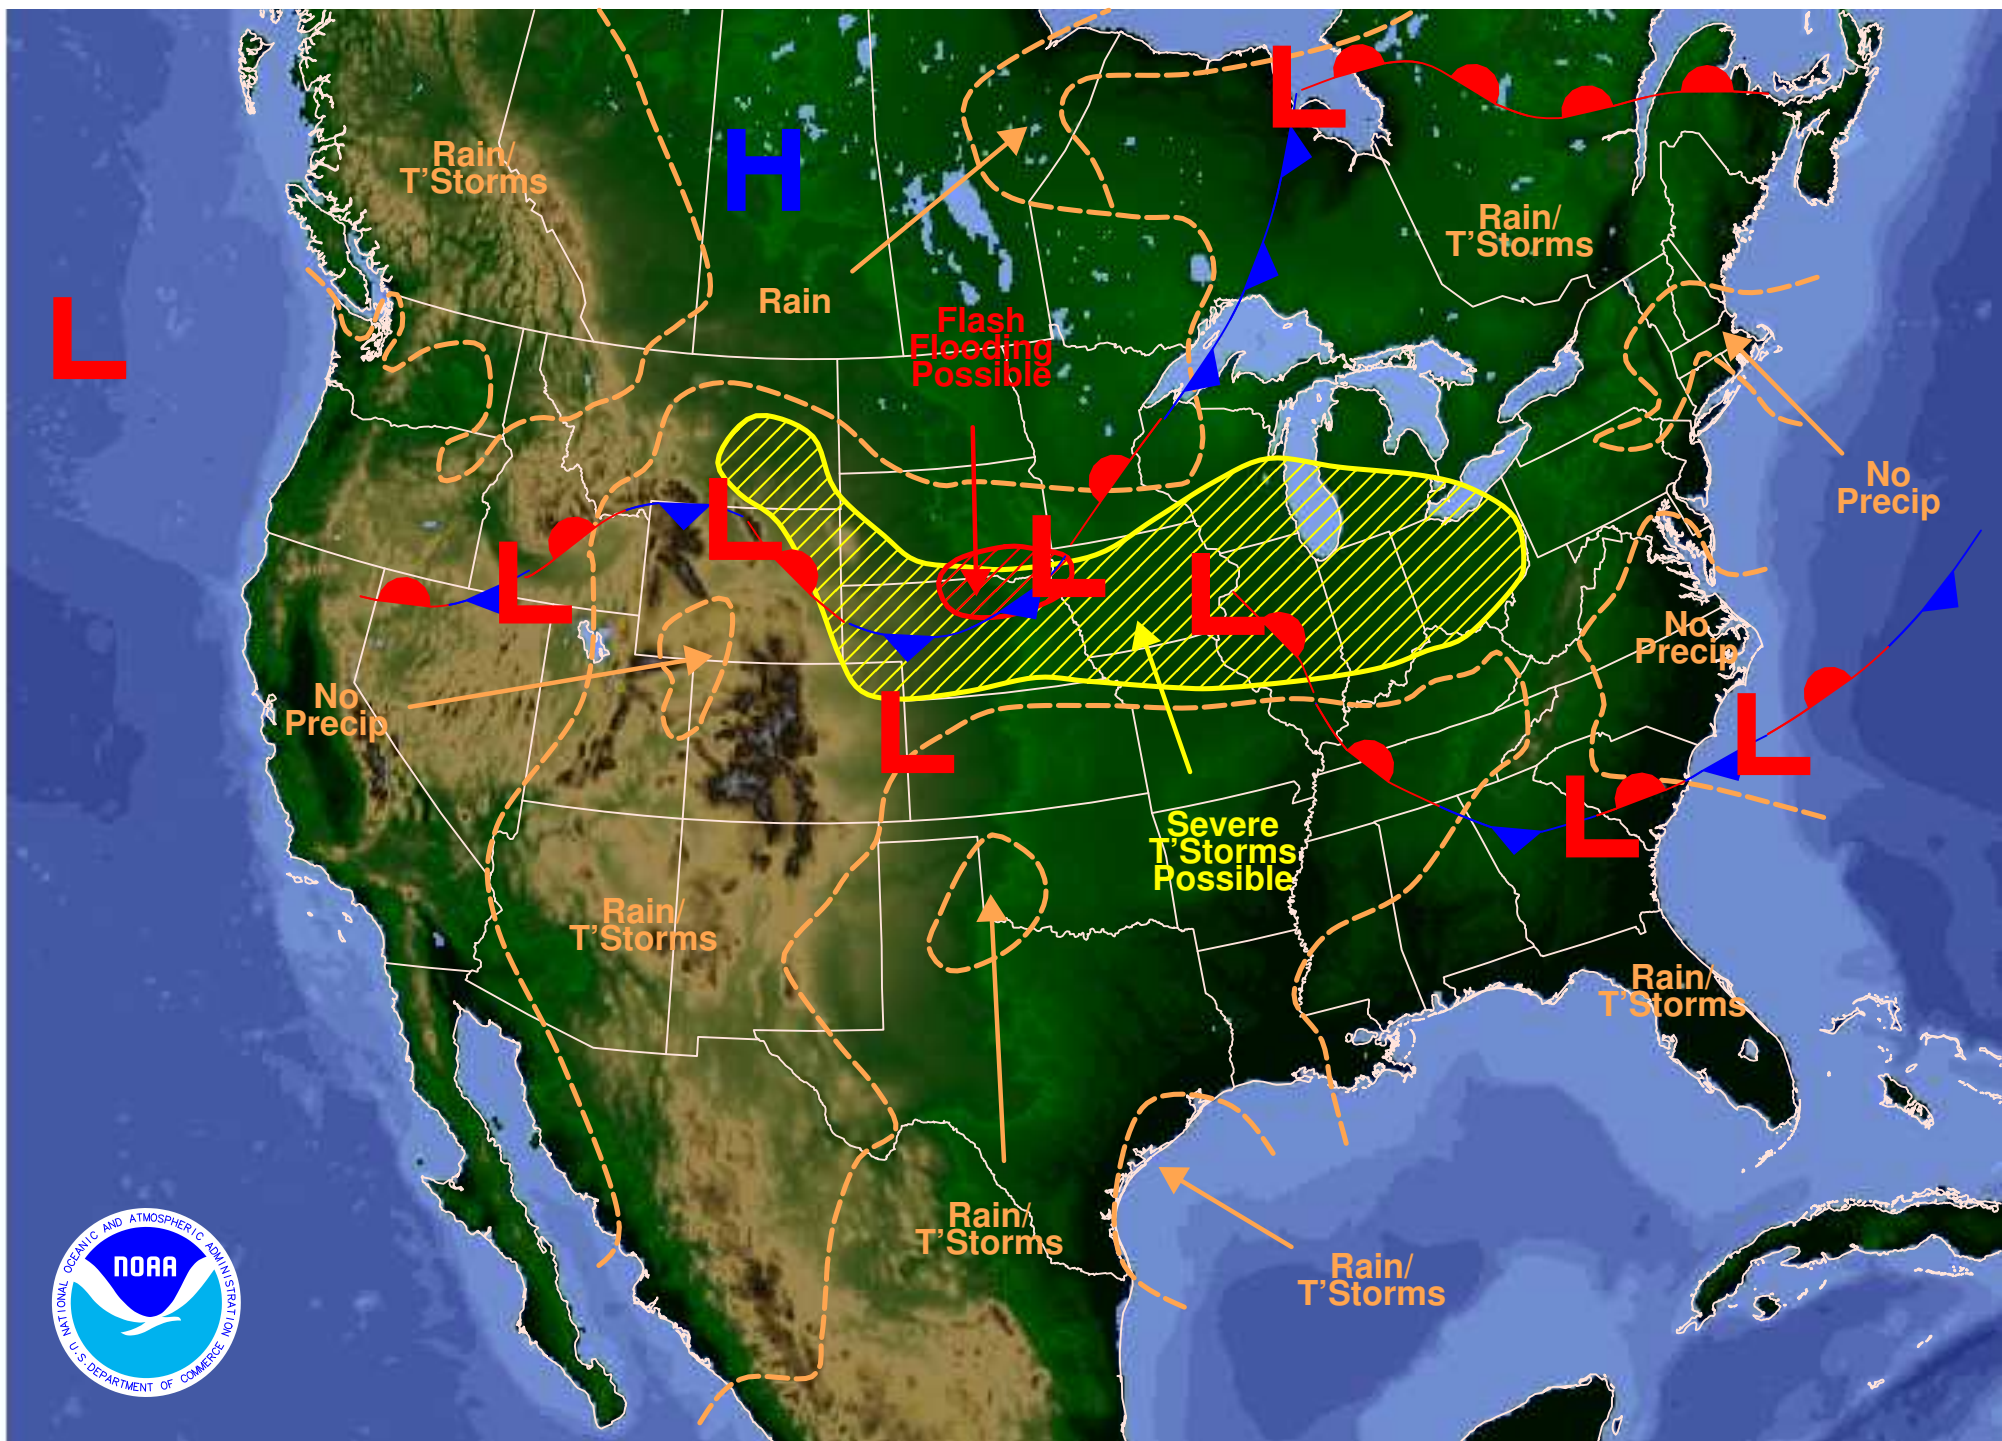 L
H
Rain/
T'Storms
Rain/
T'Storms
L
Rain
Flash
Flooding
Possible
No
Precip
L
L
L
L
No
Precip
No
Precip
L
L
L
Severe
T'Storms
Possible
Rain/
T'Storms
Rain/
T'Storms
Rain/
T'Storms
Rain/
T'Storms
NATIONAL OCEANIC AND ATMOSPHERIC ADMINISTRATION
NOAA
U.S. DEPARTMENT OF COMMERCE